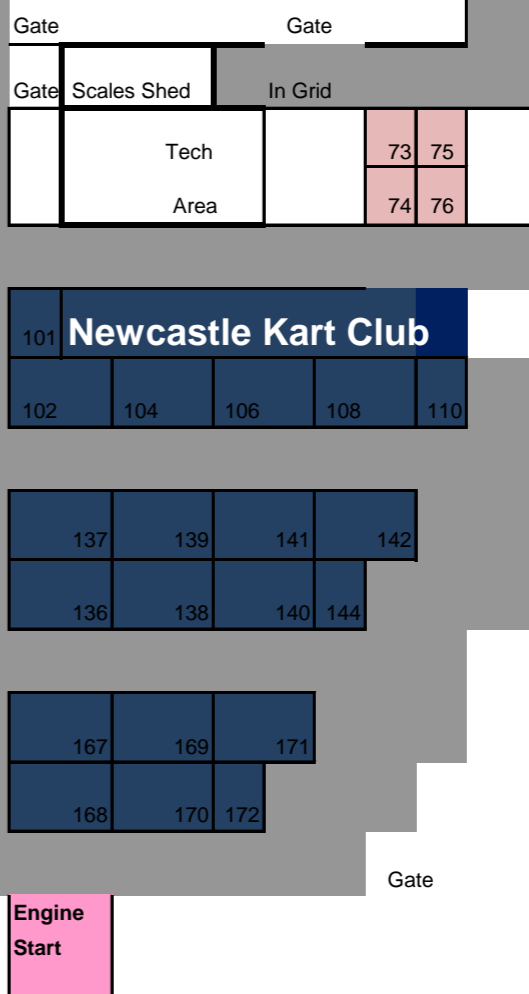 Gate Gate
Gate Scales Shed In Grid
Tech 73 75
Area 74 76
101 Newcastle Kart Club
102 104 106 108 110
137 139 141 142
136 138 140 144
167 169 171
168 170 172
Gate
Engine
Start